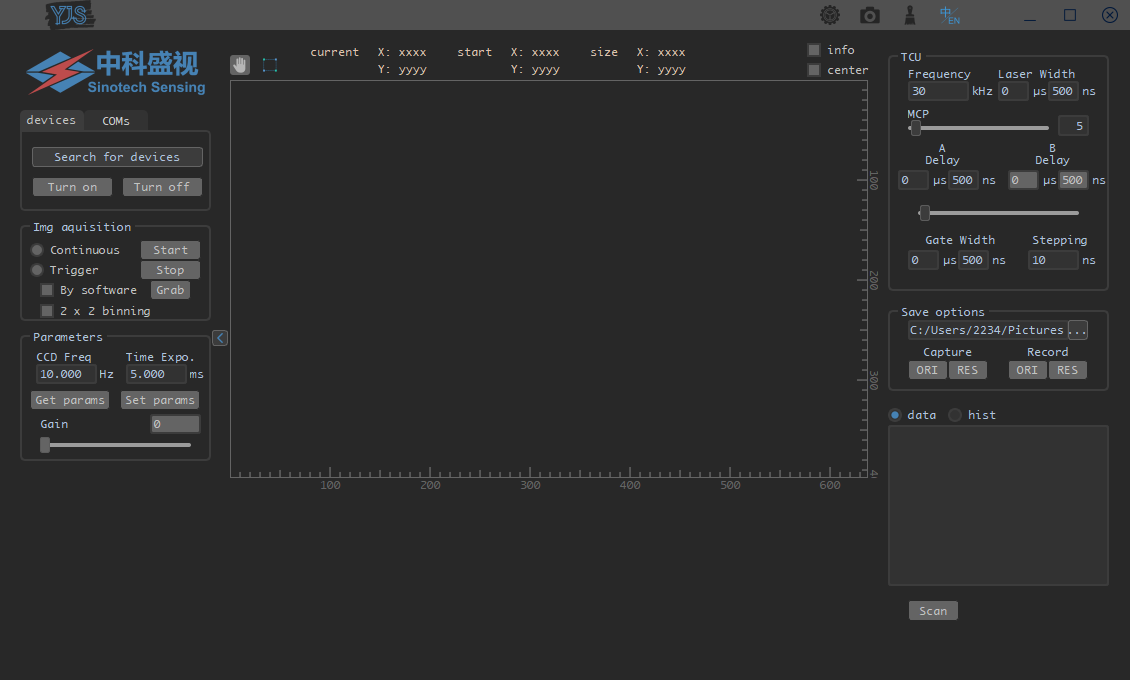 YJS
中/EN
中科盛视
Sinotech Sensing
current X: xxxx start X: xxxx size X: xxxx
Y: yyyy Y: yyyy Y: yyyy
info
center
devices COMs
Search for devices
Turn on Turn off
Img aquisition
Continuous Start
Trigger Stop
By software Grab
2 x 2 binning
Parameters
CCD Freq Time Expo.
10.000 Hz 5.000 ms
Get params Set params
Gain 0
100
200
300
4
100 200 300 400 500 600
TCU
Frequency Laser Width
30 kHz 0 μs 500 ns
MCP
5
A B
Delay Delay
0 μs 500 ns 0 μs 500 ns
Gate Width Stepping
0 μs 500 ns 10 ns
Save options
C:/Users/2234/Pictures ...
Capture Record
ORI RES ORI RES
data hist
Scan